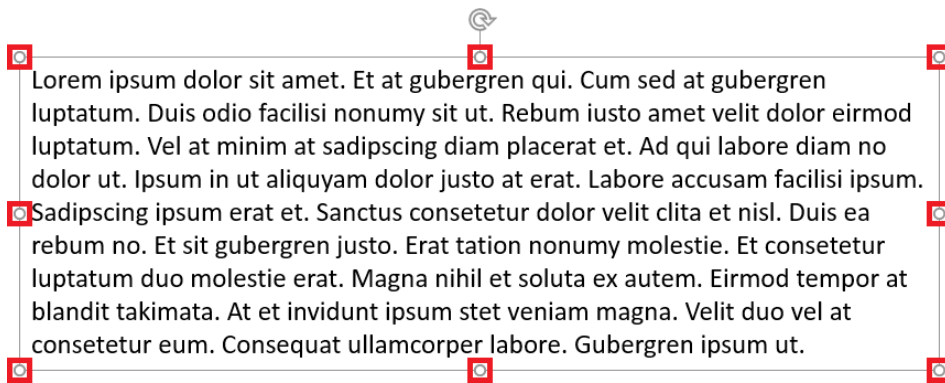 Lorem ipsum dolor sit amet. Et at gubergren qui. Cum sed at gubergren
luptatum. Duis odio facilisi nonumy sit ut. Rebum iusto amet velit dolor eirmod
luptatum. Vel at minim at sadipscing diam placerat et. Ad qui labore diam no
dolor ut. Ipsum in ut aliquyam dolor justo at erat. Labore accusam facilisi ipsum.
Sadipscing ipsum erat et. Sanctus consetetur dolor velit clita et nisl. Duis ea
rebum no. Et sit gubergren justo. Erat tation nonumy molestie. Et consetetur
luptatum duo molestie erat. Magna nihil et soluta ex autem. Eirmod tempor at
blandit takimata. At et invidunt ipsum stet veniam magna. Velit duo vel at
consetetur eum. Consequat ullamcorper labore. Gubergren ipsum ut.